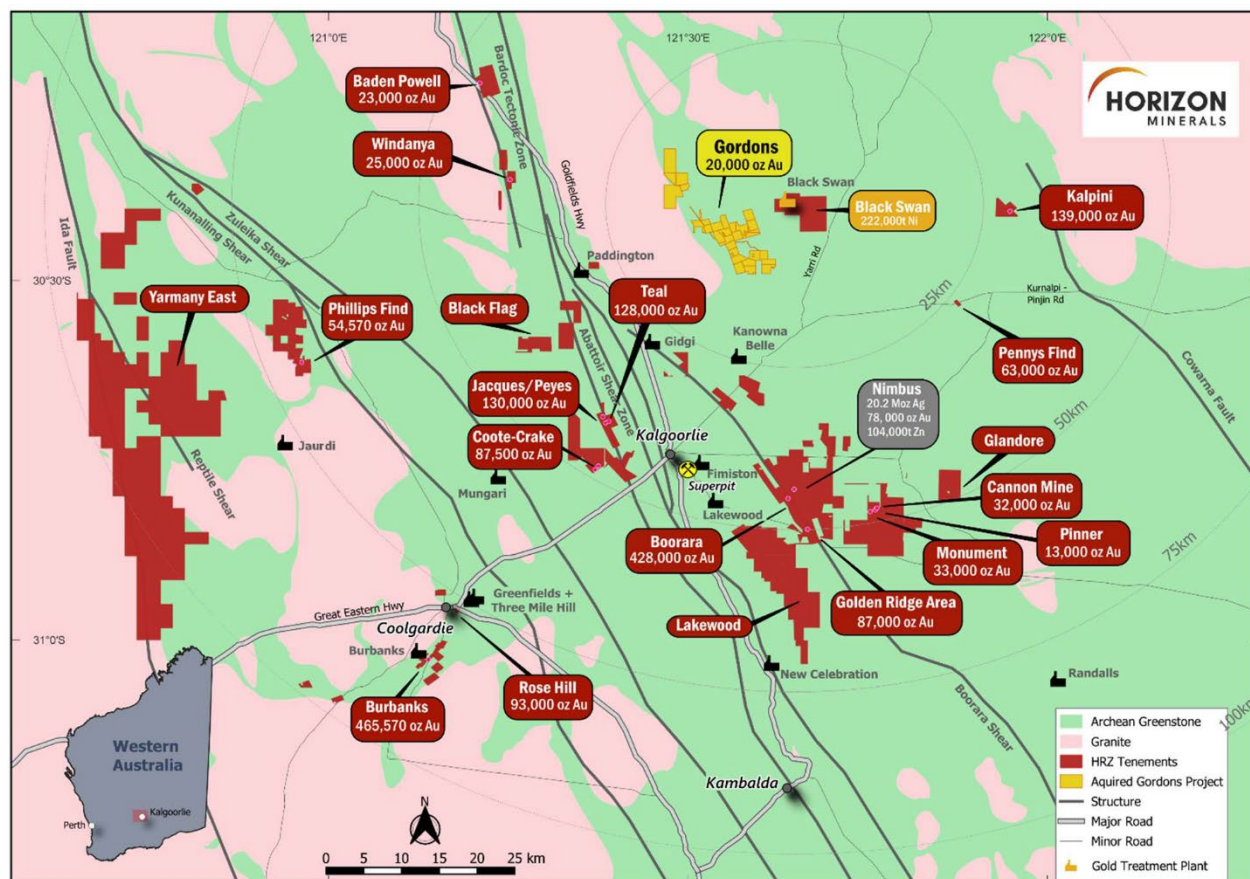 121°0'E
121°30'E
122°0'E
HORIZON
MINERALS
Baden Powell
23,000 oz Au
Bardoc Tectonic Zone
Windanya
25,000 oz Au
Goldfields Hwy
Gordons
20,000 oz Au
Black Swan
Black Swan
222,000t Ni
Kalpini
139,000 oz Au
Ida Fault
Kunanalling Shear
Zuleika Shear
Yarri Rd
30°30'S
Paddington
25km
Kurnalpi -
Pinjin Rd
Yarmany East
Phillips Find
54,570 oz Au
Black Flag
Teal
128,000 oz Au
Abattoir Shear Zone
Gidgi
Kanowna
Belle
Pennys Find
63,000 oz Au
Cowarna Fault
Jacques/Peyes
130,000 oz Au
Nimbus
20.2 Moz Ag
78,000 oz Au
104,000t Zn
50km
Coote-Crake
87,500 oz Au
Kalgoorlie
Glandore
Jaurdi
Reptile Shear
Mungari
Fimiston
Superpit
Lakewood
Cannon Mine
32,000 oz Au
Boorara
428,000 oz Au
Pinner
13,000 oz Au
Monument
33,000 oz Au
75km
Greenfields +
Three Mile Hill
Golden Ridge Area
87,000 oz Au
Great Eastern Hwy
Coolgardie
Lakewood
31°0'S
Burbanks
New Celebration
Randalls
Burbanks
465,570 oz Au
Rose Hill
93,000 oz Au
Boorara Shear
100km
Western
Australia
Kambalda
Kalgoorlie
Perth
N
0 5 10 15 20 25 km
Archean Greenstone
Granite
HRZ Tenements
Aquired Gordons Project
Structure
Major Road
Minor Road
Gold Treatment Plant